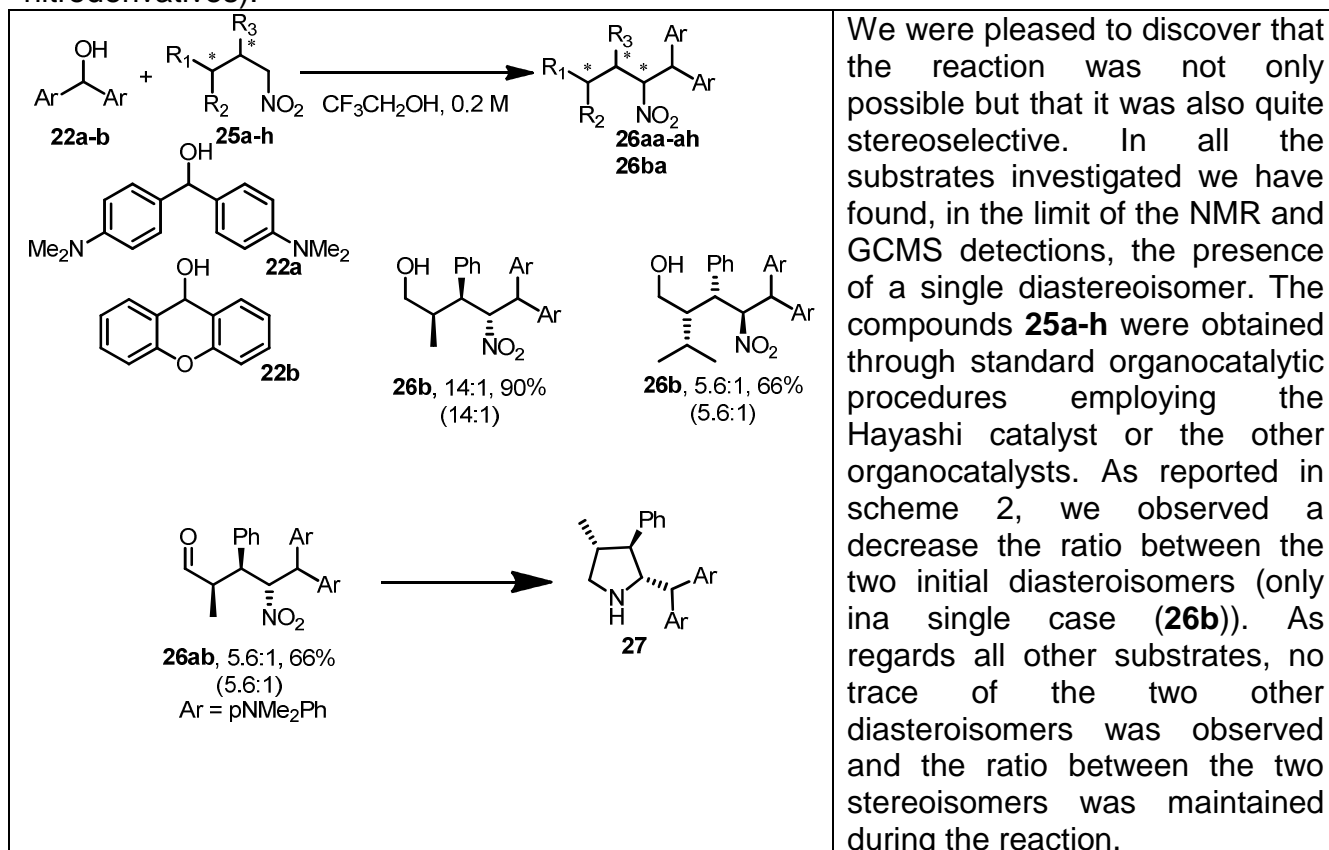 nitroderivatives).
OH
Ar Ar
22a-b
+
R1 R3 * *
R2 NO2
25a-h
CF3CH2OH, 0.2 M
R3 Ar
R1 * * * Ar
R2 NO2
26aa-ah
26ba
OH
Me2N NMe2
22a
OH
O
22b
OH Ph Ar
Ar
NO2
26b, 14:1, 90%
(14:1)
OH Ph Ar
Ar
NO2
26b, 5.6:1, 66%
(5.6:1)
O Ph Ar
Ar
NO2
26ab, 5.6:1, 66%
(5.6:1)
Ar = pNMe2Ph
Ph
Ar
N
H Ar
27
We were pleased to discover that
the reaction was not only
possible but that it was also quite
stereoselective. In all the
substrates investigated we have
found, in the limit of the NMR and
GCMS detections, the presence
of a single diastereoisomer. The
compounds 25a-h were obtained
through standard organocatalytic
procedures employing the
Hayashi catalyst or the other
organocatalysts. As reported in
scheme 2, we observed a
decrease the ratio between the
two initial diasteroisomers (only
ina single case (26b)). As
regards all other substrates, no
trace of the two other
diasteroisomers was observed
and the ratio between the two
stereoisomers was maintained
during the reaction.